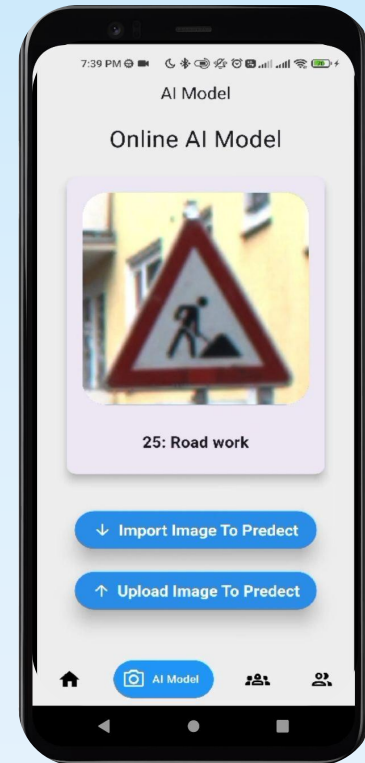 7:39 PM
AI Model
Online AI Model
25: Road work
Import Image To Predect
Upload Image To Predect
AI Model